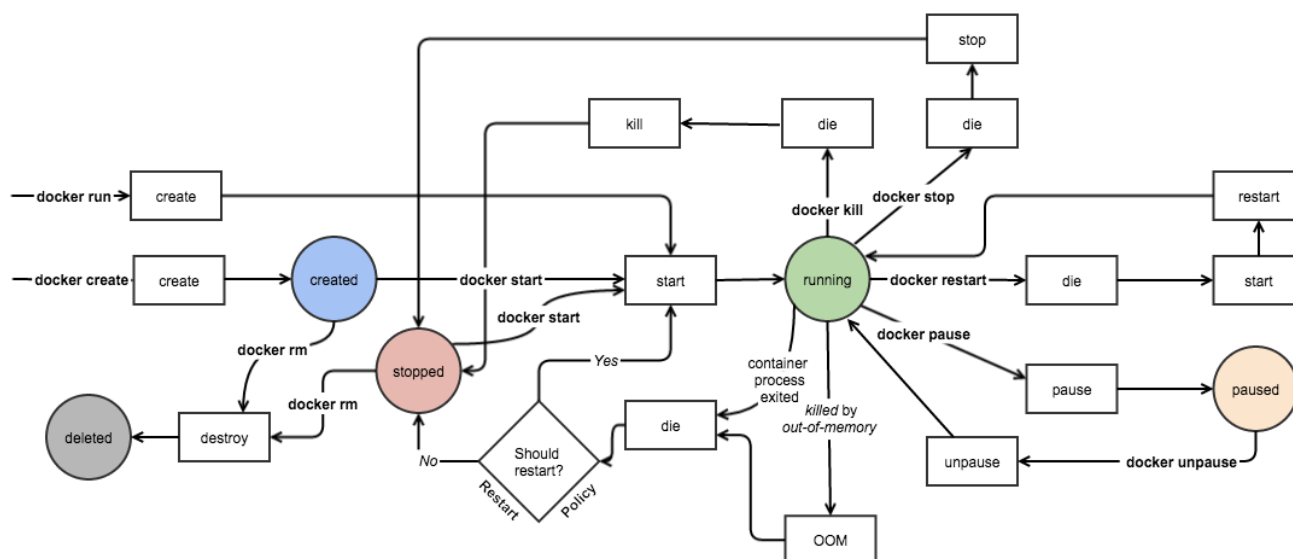 stop
kill
die
die
docker run
create
docker kill
docker stop
restart
docker create
create
created
docker start
start
running
docker restart
die
start
docker start
docker rm
docker pause
stopped
Yes
container
process
exited
pause
paused
docker rm
killed by
out-of-memory
deleted
destroy
die
No
Should
restart?
Restart
Policy
unpause
docker unpause
OOM